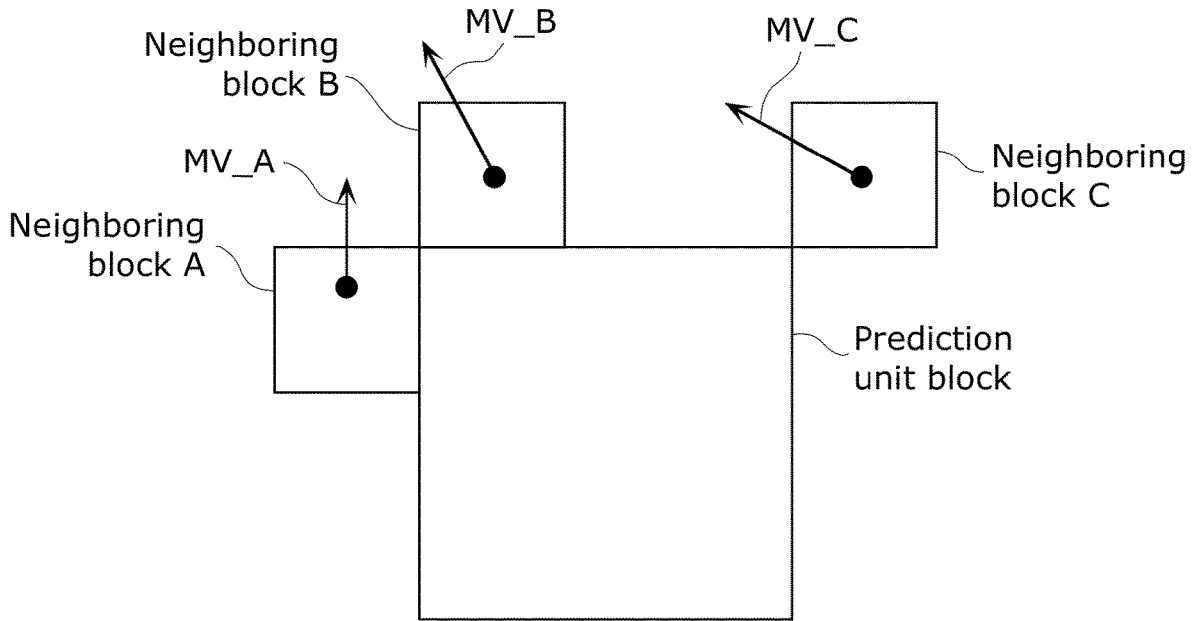 MV_B
MV_C
Neighboring
block B
MV_A
Neighboring
block C
Neighboring
block A
Prediction
unit block